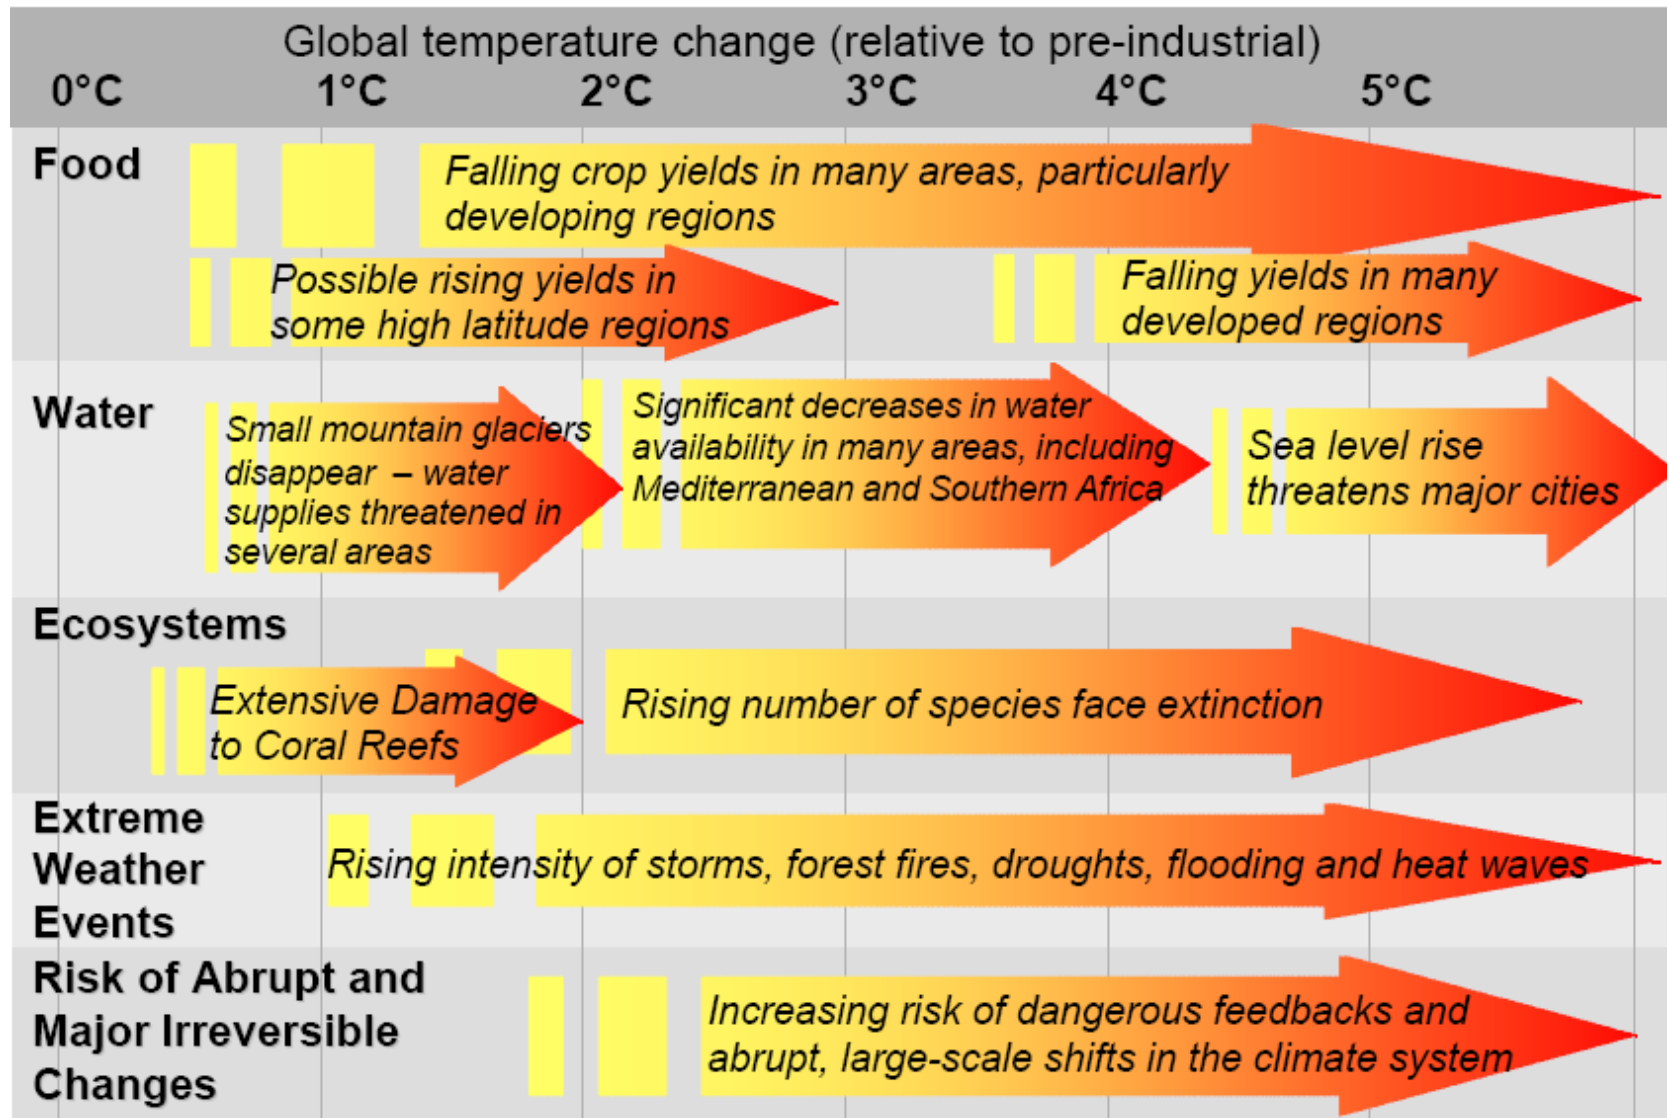 Global temperature change (relative to pre-industrial)
0°C 1°C 2°C 3°C 4°C 5°C
Food
Falling crop yields in many areas, particularly
developing regions
Possible rising yields in
some high latitude regions
Falling yields in many
developed regions
Water
Small mountain glaciers
disappear – water
supplies threatened in
several areas
Significant decreases in water
availability in many areas, including
Mediterranean and Southern Africa
Sea level rise
threatens major cities
Ecosystems
Extensive Damage
to Coral Reefs
Rising number of species face extinction
Extreme
Weather
Events
Rising intensity of storms, forest fires, droughts, flooding and heat waves
Risk of Abrupt and
Major Irreversible
Changes
Increasing risk of dangerous feedbacks and
abrupt, large-scale shifts in the climate system